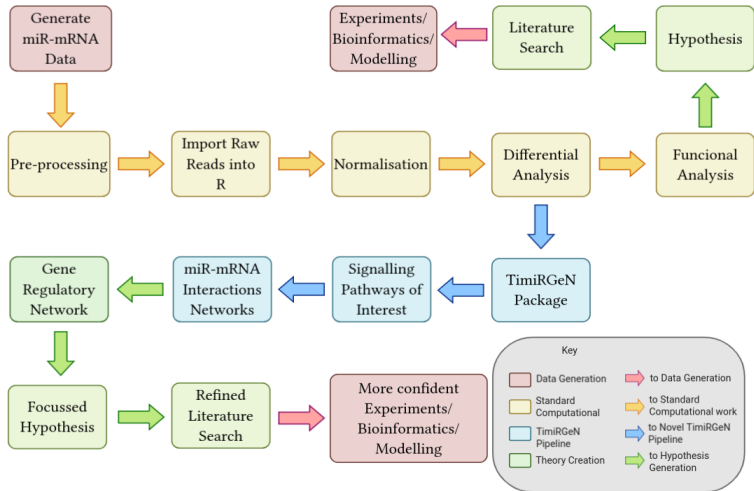 Generate
miR-mRNA
Data
Experiments/
Bioinformatics/
Modelling
Literature
Search
Hypothesis
Pre-processing
Import Raw
Reads into
R
Normalisation
Differential
Analysis
Funcional
Analysis
Gene
Regulatory
Network
miR-mRNA
Interactions
Networks
Signalling
Pathways of
Interest
TimiRGeN
Package
Focussed
Hypothesis
Refined
Literature
Search
More confident
Experiments/
Bioinformatics/
Modelling
Key
Data Generation
to Data Generation
Standard
Computational
to Standard
Computational work
TimiRGeN
Pipeline
to Novel TimiRGeN
Pipeline
Theory Creation
to Hypothesis
Generation